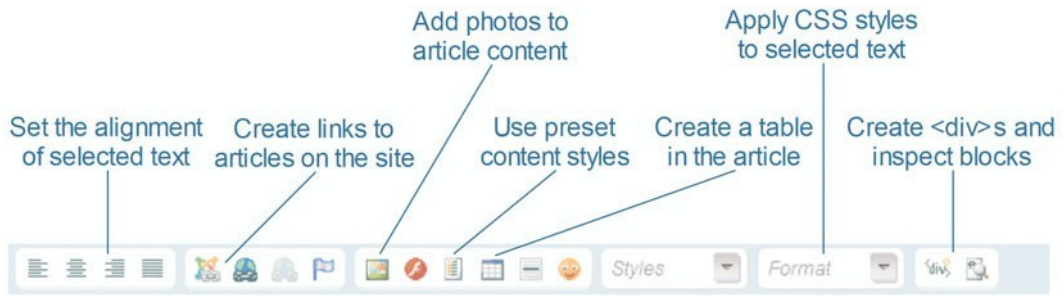 Add photos to
article content
Apply CSS styles
to selected text
Set the alignment
of selected text
Create links to
articles on the site
Use preset
content styles
Create a table
in the article
Create <div>s and
inspect blocks
Styles
Format
<div>